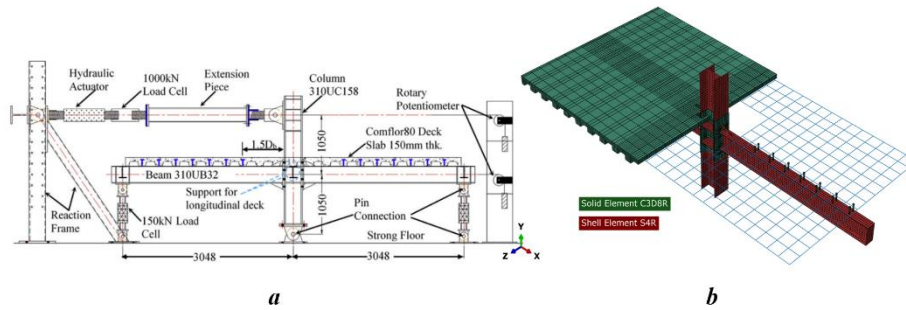 Hydraulic
Actuator
1000kN
Load Cell
Extension
Piece
Column
310UC158
Rotary
Potentiometer
1050
Comflor80 Deck
Slab 150mm thk.
1.5D
Beam 310UB32
Support for
longitudinal deck
1050
Reaction
Frame
150kN Load
Cell
Pin
Connection
Strong Floor
Y
Z
X
3048
3048
Solid Element C3D8R
Shell Element S4R
a
b